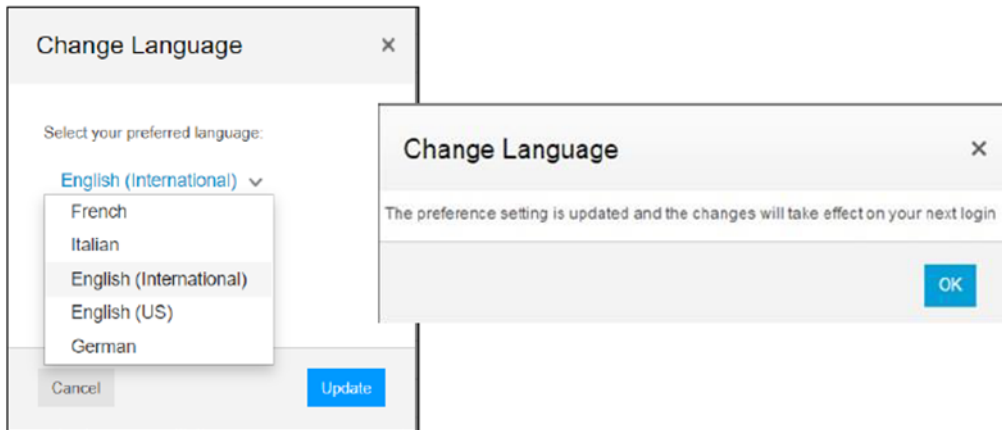 Change Language
×
Select your preferred language:
English (International)
French
Italian
English (International)
English (US)
German
Cancel
Update
Change Language
×
The preference setting is updated and the changes will take effect on your next login
OK